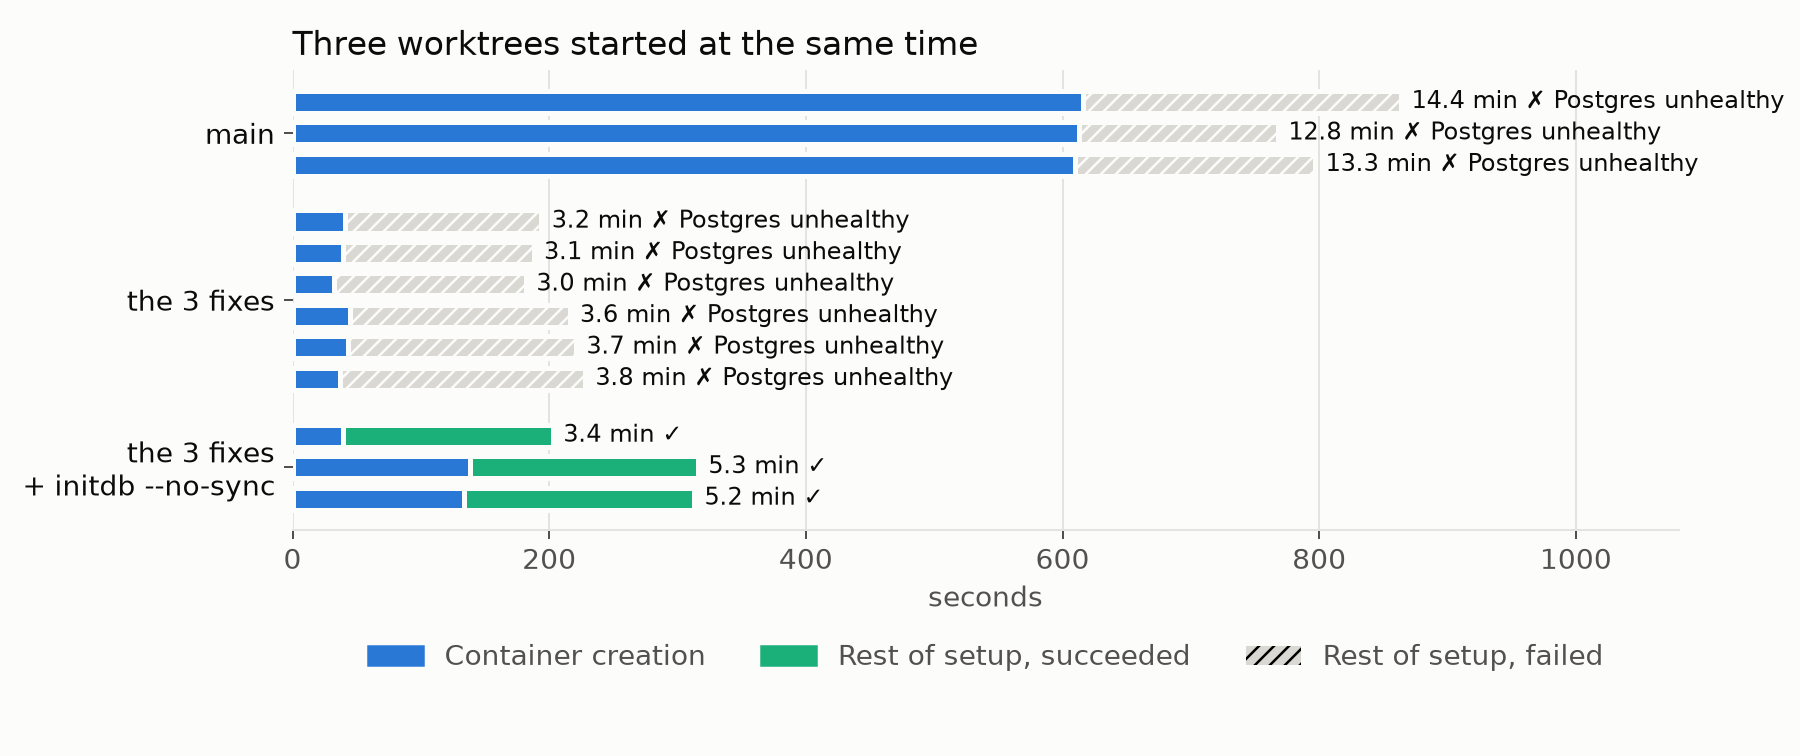 Three worktrees started at the same time
main
14.4 min ✗ Postgres unhealthy
12.8 min ✗ Postgres unhealthy
13.3 min ✗ Postgres unhealthy
the 3 fixes
3.2 min ✗ Postgres unhealthy
3.1 min ✗ Postgres unhealthy
3.0 min ✗ Postgres unhealthy
3.6 min ✗ Postgres unhealthy
3.7 min ✗ Postgres unhealthy
3.8 min ✗ Postgres unhealthy
the 3 fixes
+ initdb --no-sync
3.4 min ✓
5.3 min ✓
5.2 min ✓
0 200 400 600 800 1000
seconds
Container creation Rest of setup, succeeded Rest of setup, failed